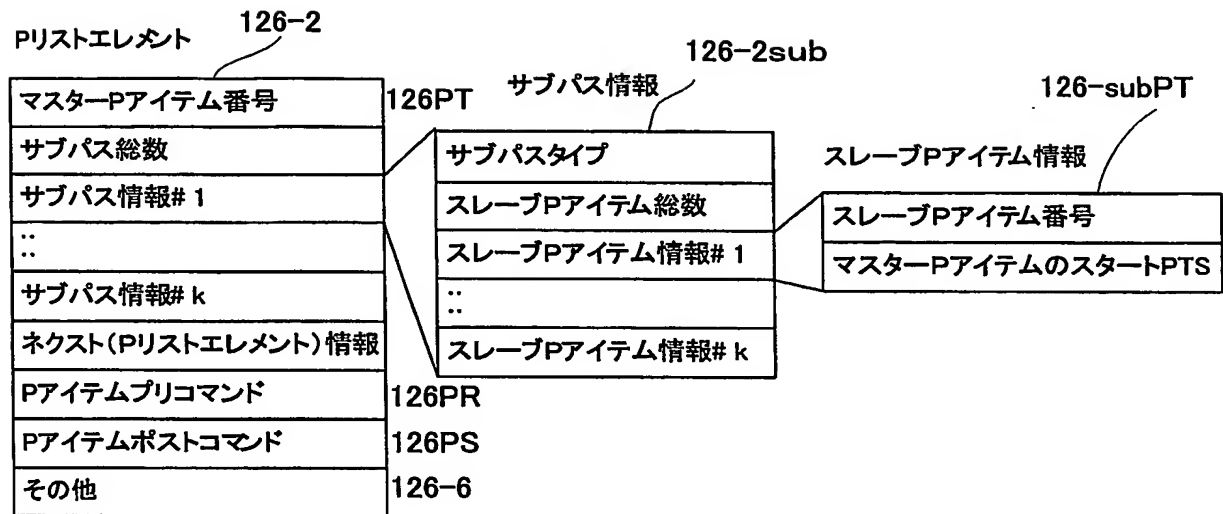 Pリストエレメント
126-2
マスターPアイテム番号
126PT
サブパス総数
サブパス情報# 1
::
サブパス情報# k
ネクスト(Pリストエレメント)情報
Pアイテムプリコマンド
126PR
Pアイテムポストコマンド
126PS
その他
126-6
サブパス情報
126-2sub
サブパスタイプ
スレーブPアイテム総数
スレーブPアイテム情報# 1
::
スレーブPアイテム情報# k
126-subPT
スレーブPアイテム情報
スレーブPアイテム番号
マスターPアイテムのスタートPTS